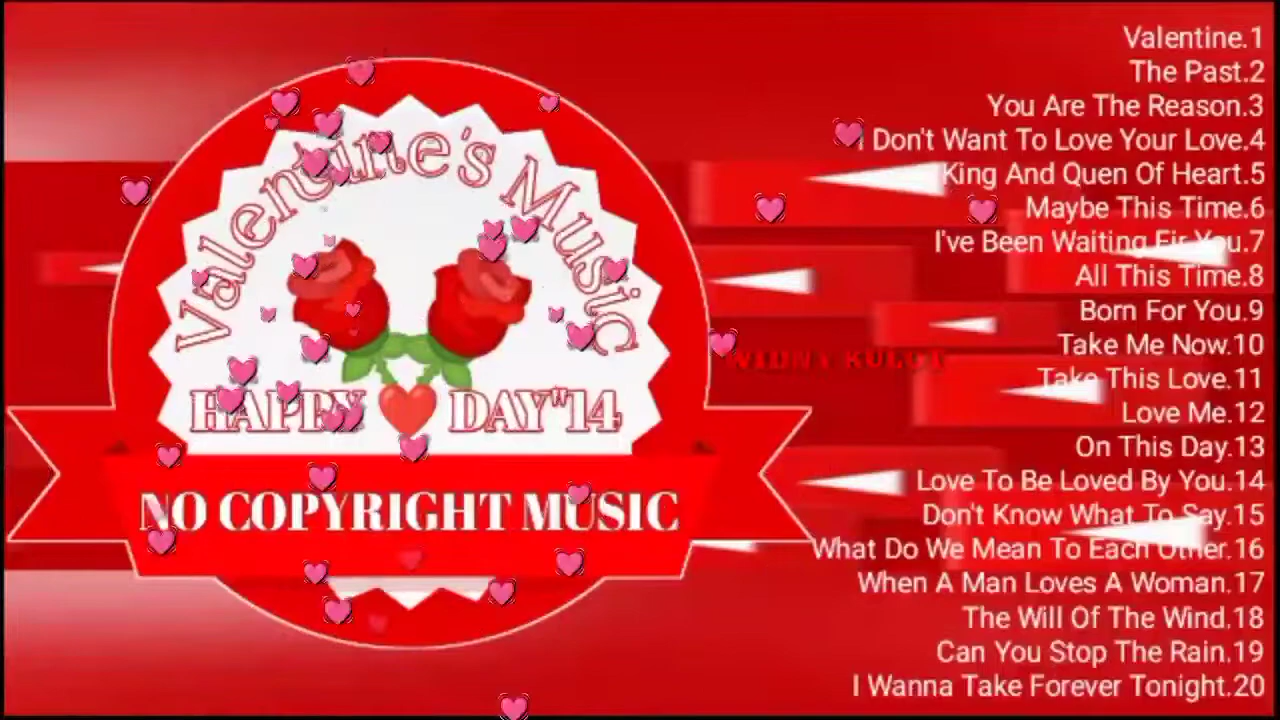 Valentine's Music
HAPPY DAY"14
NO COPYRIGHT MUSIC
Valentine.1
The Past.2
You Are The Reason.3
I Don't Want To Love Your Love.4
King And Quen Of Heart.5
Maybe This Time.6
I've Been Waiting Fir You.7
All This Time.8
Born For You.9
Take Me Now.10
Take This Love.11
Love Me.12
On This Day.13
Love To Be Loved By You.14
Don't Know What To Say.15
What Do We Mean To Each Other.16
When A Man Loves A Woman.17
The Will Of The Wind.18
Can You Stop The Rain.19
I Wanna Take Forever Tonight.20